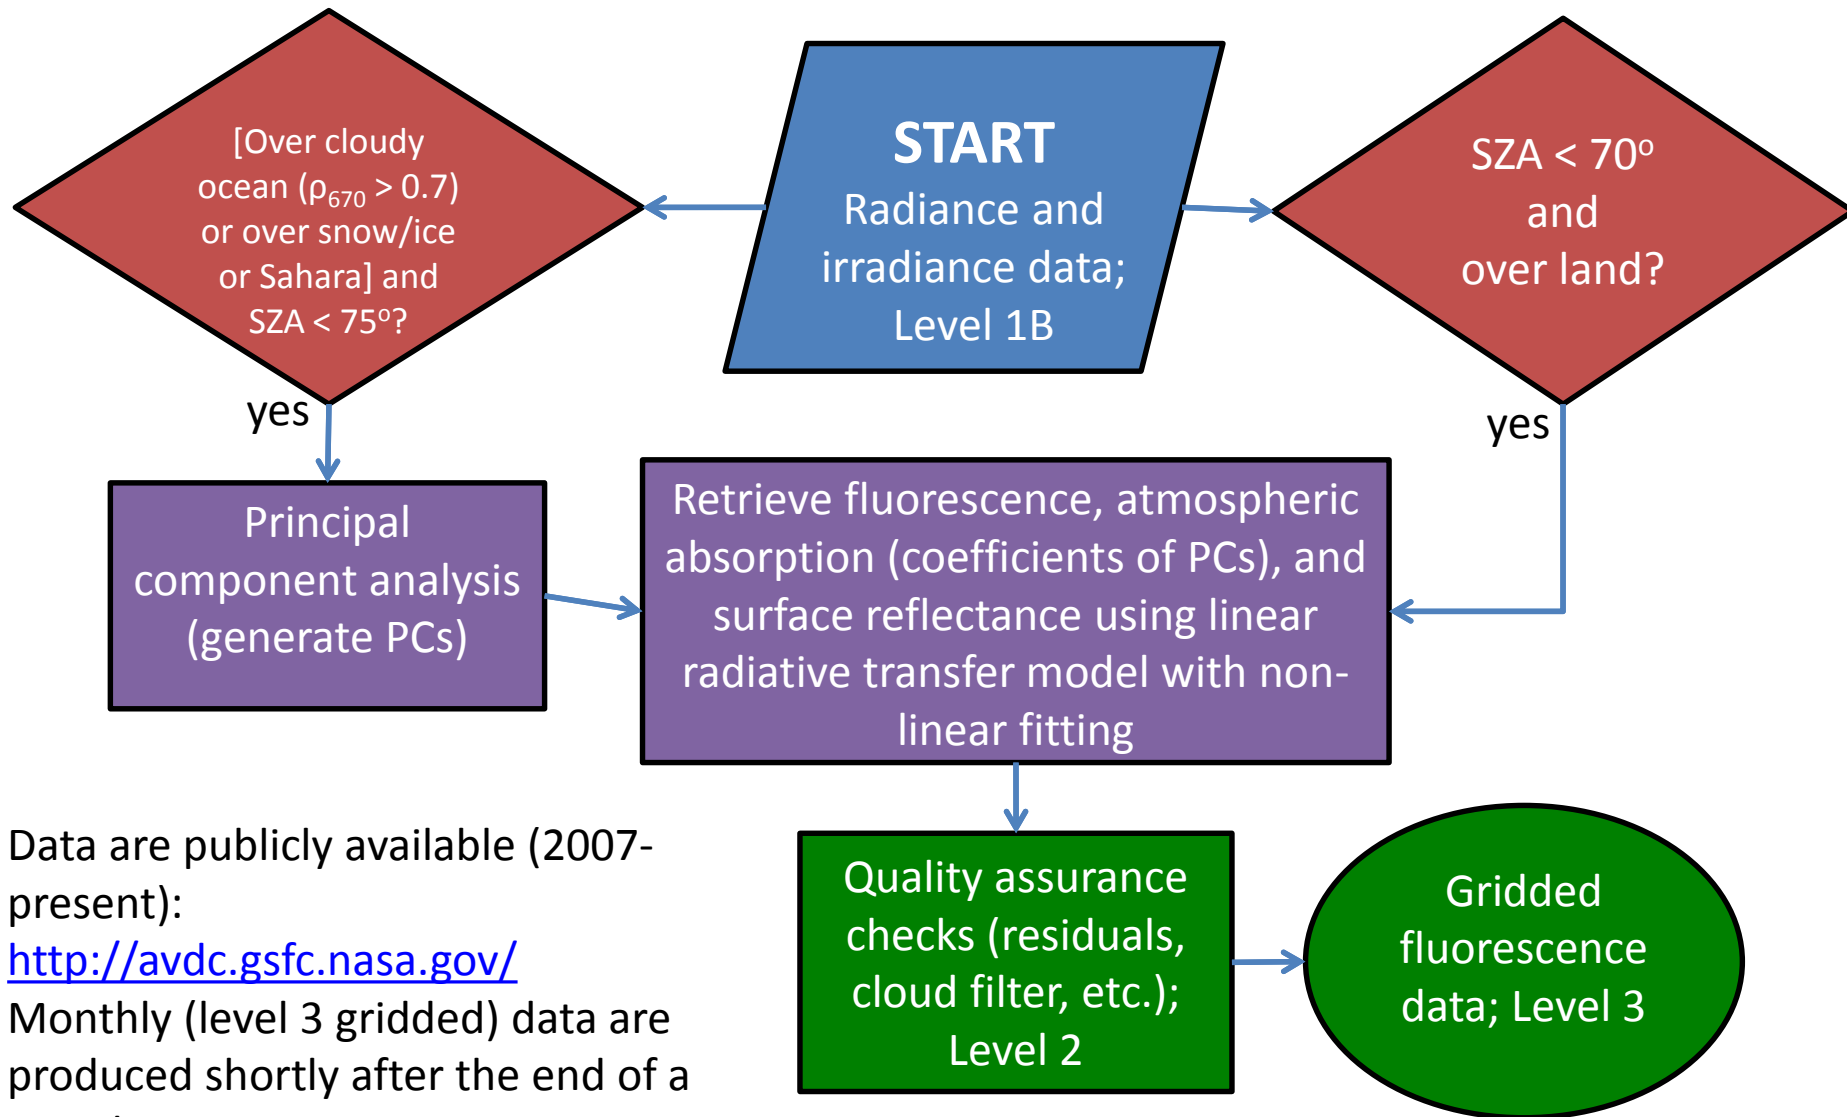 [Over cloudy
ocean (ρ₆₇₀ > 0.7)
or over snow/ice
or Sahara] and
SZA < 75°?
START
Radiance and
irradiance data;
Level 1B
SZA < 70°
and
over land?
yes
yes
Principal
component analysis
(generate PCs)
Retrieve fluorescence, atmospheric
absorption (coefficients of PCs), and
surface reflectance using linear
radiative transfer model with non-
linear fitting
Data are publicly available (2007-
present):
http://avdc.gsfc.nasa.gov/
Monthly (level 3 gridded) data are
produced shortly after the end of a
Quality assurance
checks (residuals,
cloud filter, etc.);
Level 2
Gridded
fluorescence
data; Level 3